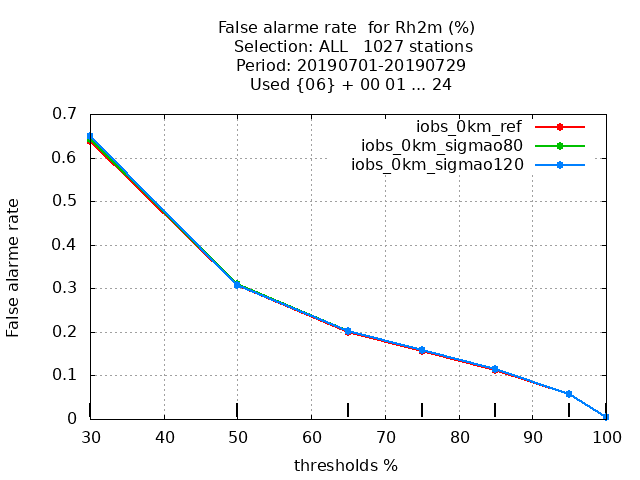 False alarme rate  for Rh2m (%)
Selection: ALL   1027 stations
Period: 20190701-20190729
Used {06} + 00 01 ... 24
iobs_0km_ref
iobs_0km_sigmao80
iobs_0km_sigmao120
0.7
0.6
0.5
0.4
0.3
0.2
0.1
0
False alarme rate
30 40 50 60 70 80 90 100
thresholds %